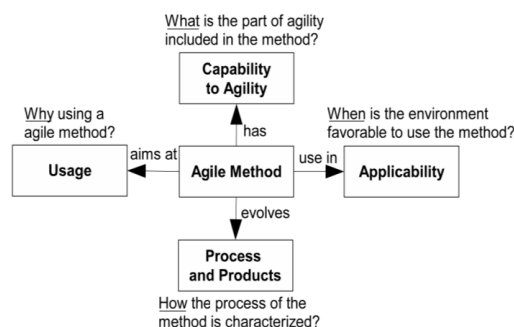 What is the part of agility
included in the method?
Capability
to Agility
Why using a
agile method?
has
When is the environment
favorable to use the method?
Usage
aims at
Agile Method
use in
Applicability
evolves
Process
and Products
How the process of the
method is characterized?